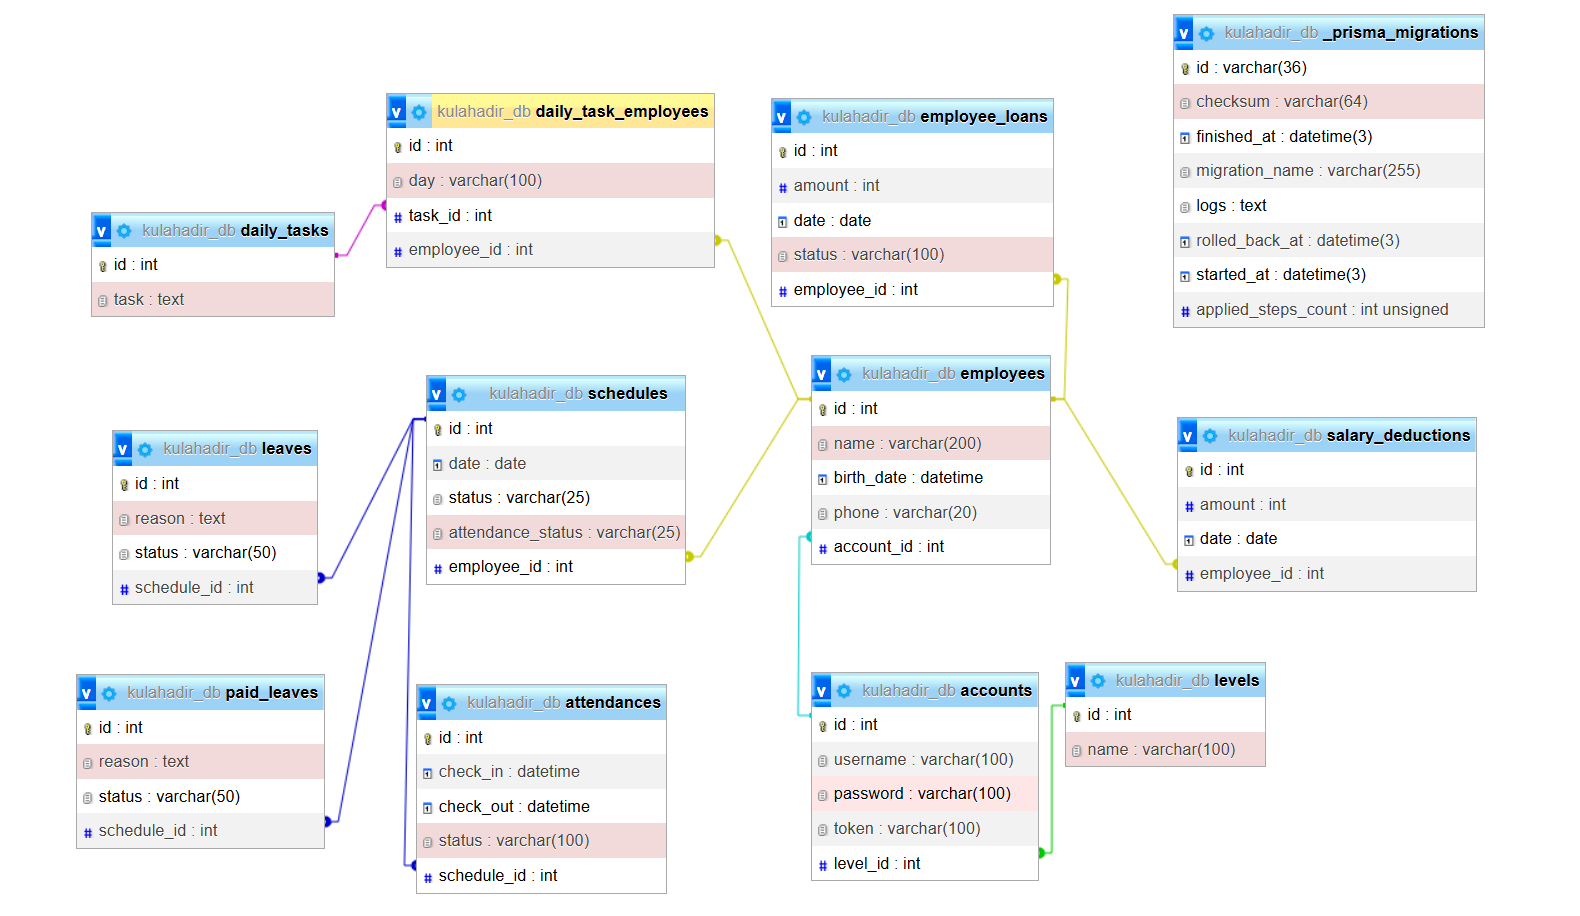 kulahadir_db _prisma_migrations
id : varchar(36)
checksum : varchar(64)
finished_at : datetime(3)
migration_name : varchar(255)
logs : text
rolled_back_at : datetime(3)
started_at : datetime(3)
applied_steps_count : int unsigned
kulahadir_db daily_task_employees
id : int
day : varchar(100)
task_id : int
employee_id : int
kulahadir_db employee_loans
id : int
amount : int
date : date
status : varchar(100)
employee_id : int
kulahadir_db daily_tasks
id : int
task : text
kulahadir_db employees
id : int
name : varchar(200)
birth_date : datetime
phone : varchar(20)
account_id : int
kulahadir_db schedules
id : int
date : date
status : varchar(25)
attendance_status : varchar(25)
employee_id : int
kulahadir_db salary_deductions
id : int
amount : int
date : date
employee_id : int
kulahadir_db leaves
id : int
reason : text
status : varchar(50)
schedule_id : int
kulahadir_db paid_leaves
id : int
reason : text
status : varchar(50)
schedule_id : int
kulahadir_db attendances
id : int
check_in : datetime
check_out : datetime
status : varchar(100)
schedule_id : int
kulahadir_db accounts
id : int
username : varchar(100)
password : varchar(100)
token : varchar(100)
level_id : int
kulahadir_db levels
id : int
name : varchar(100)